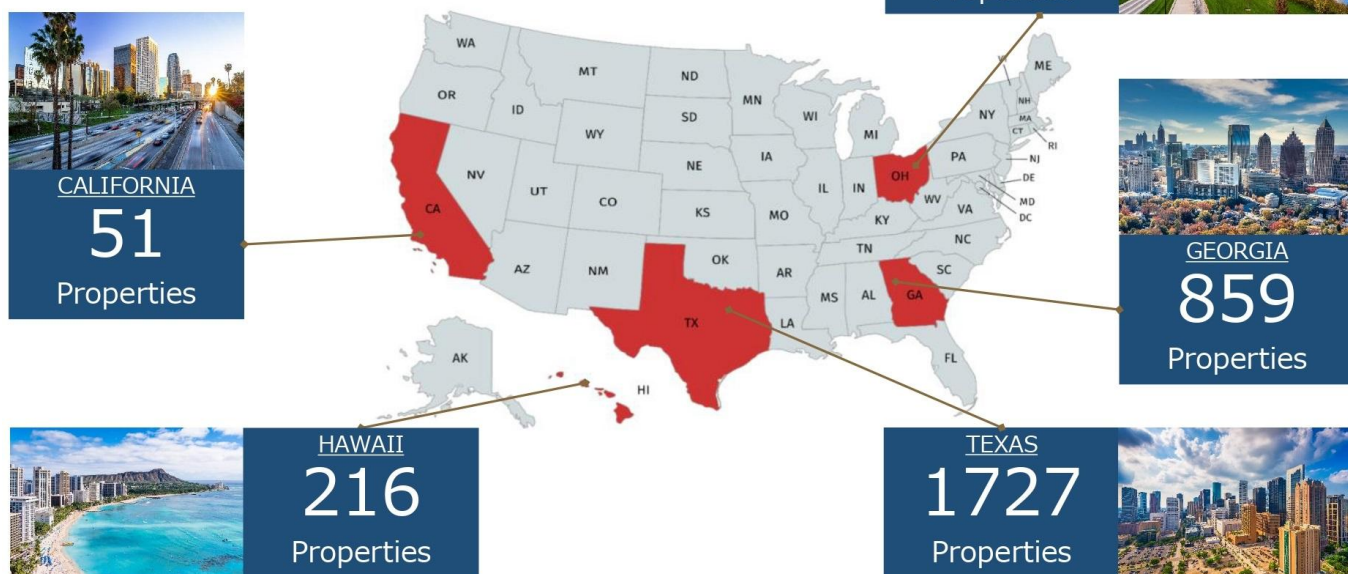 WA
MT
ND
MN
ME
OR
ID
SD
WI
MI
NY
NH
MA
CT
RI
WY
NE
IA
PA
NJ
CALIFORNIA
51
Properties
NV
UT
CO
KS
MO
IL
IN
OH
WV
VA
DE
MD
DC
KY
CA
AZ
NM
OK
AR
TN
NC
SC
GEORGIA
859
Properties
TX
LA
MS
AL
GA
FL
AK
HI
HAWAII
216
Properties
TEXAS
1727
Properties